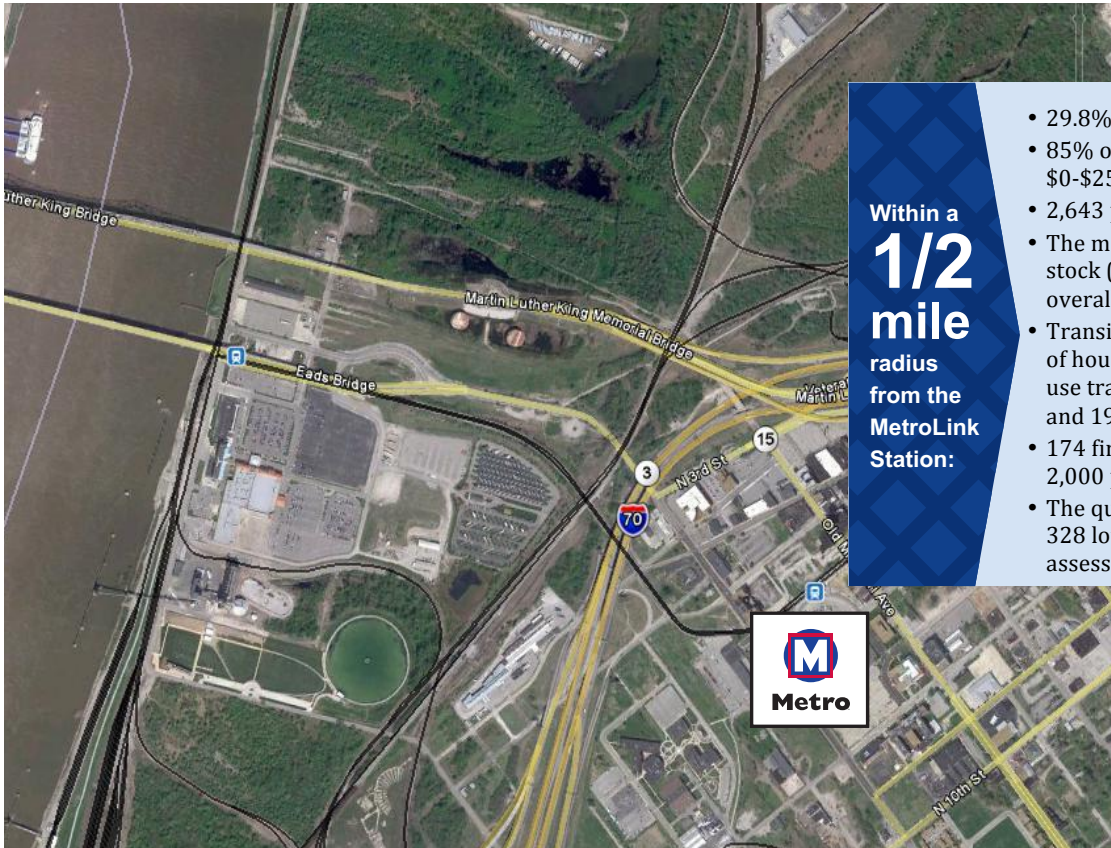 uther King Bridge
Martin Luther King Memorial Bridge
Eads Bridge
Martin L
15
3
N 3rd St
70
Ave
N 10th St
M
Metro
Within a
1/2
mile
radius
from the
MetroLink
Station:
• 29.8%
• 85% o
$0-$25
• 2,643
• The m
stock (
overal
• Transi
of hou
use tra
and 19
• 174 fir
2,000
• The qu
328 lo
assess